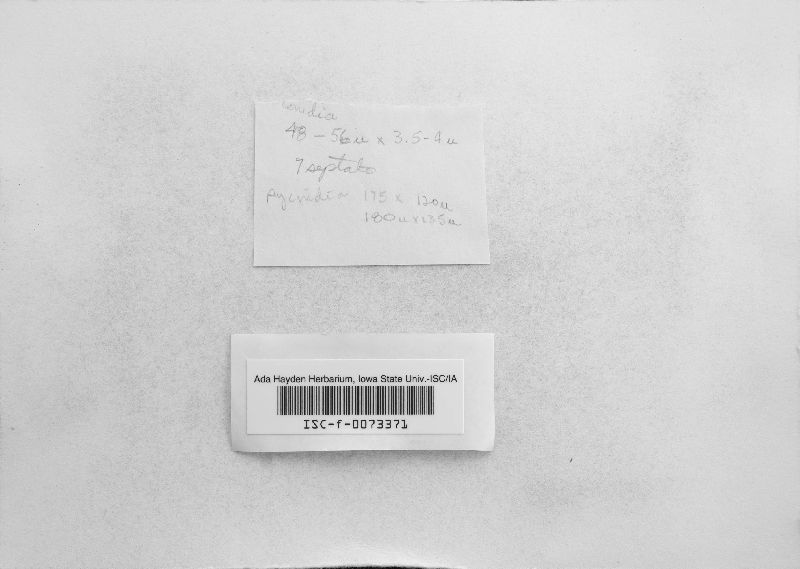 conidia
48 - 56u x 3.5-4u
7 septate
pycnidia 175 x 120u
180u x 135u
Ada Hayden Herbarium, Iowa State Univ.-ISC/IA
ISC-f-0073371